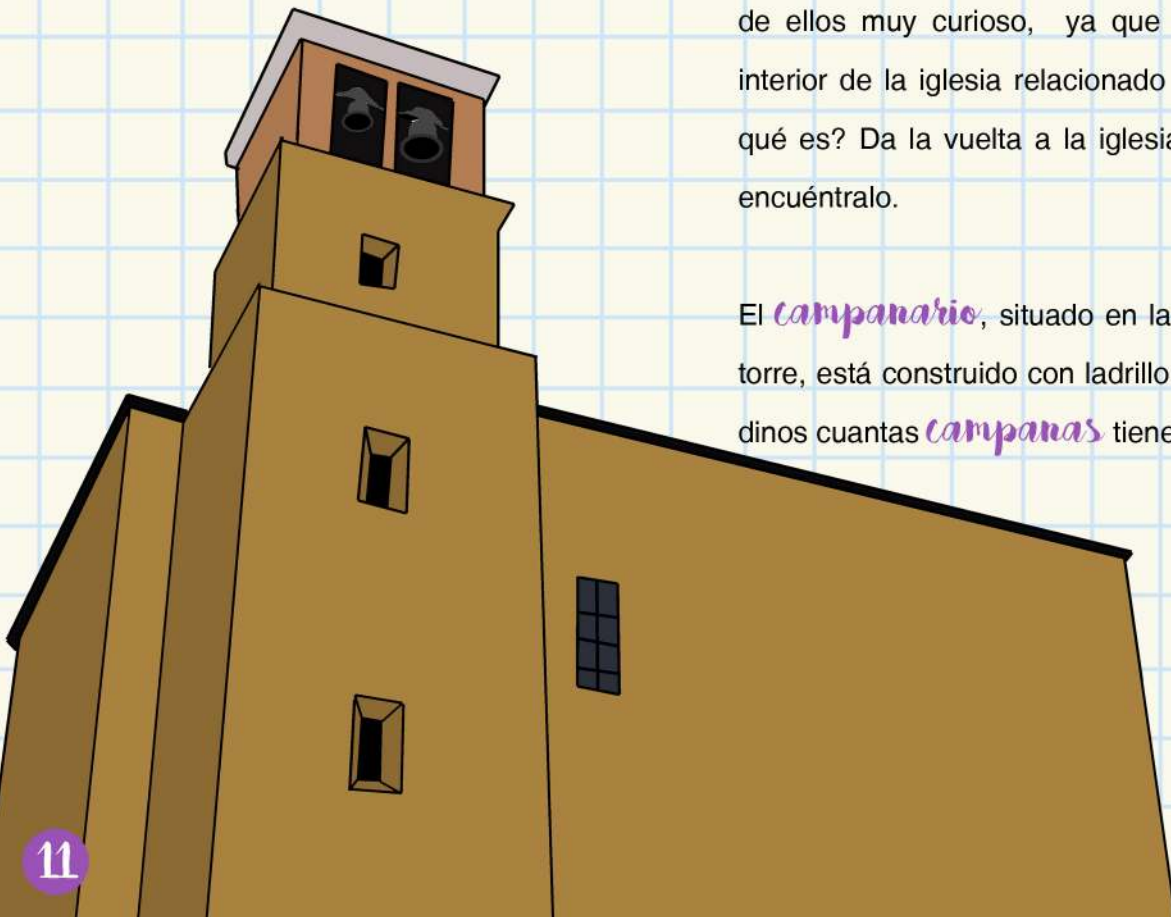 de ellos muy curioso, ya que
interior de la iglesia relacionado
qué es? Da la vuelta a la iglesia
encuéntralo.
El campanario, situado en la
torre, está construido con ladrillo
dinos cuantas campanas tiene
11